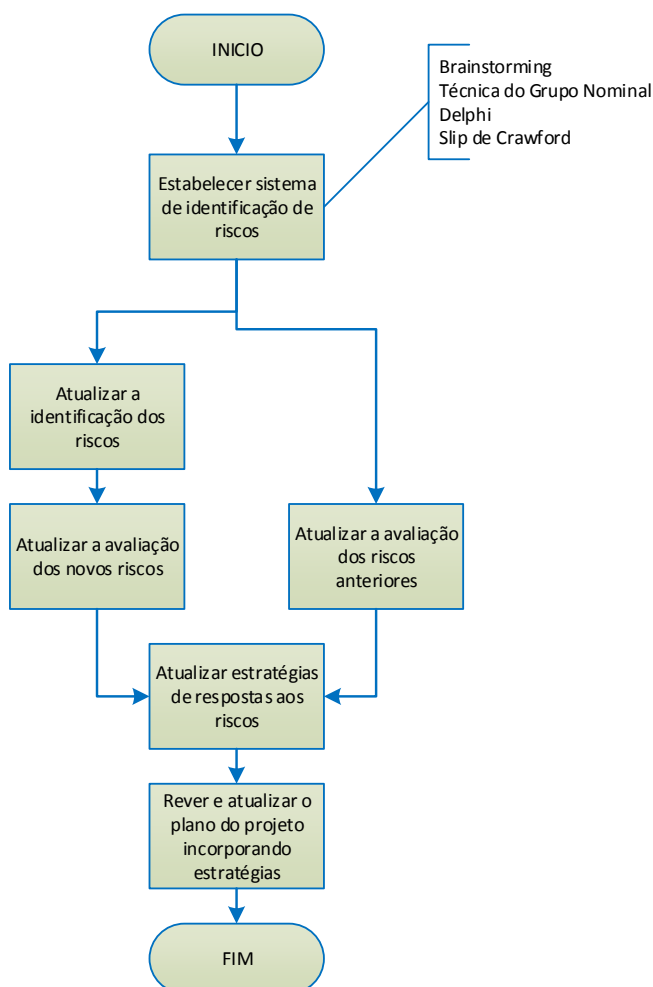 INICIO
Brainstorming
Técnica do Grupo Nominal
Delphi
Slip de Crawford
Estabelecer sistema
de identificação de
riscos
Atualizar a
identificação dos
riscos
Atualizar a avaliação
dos novos riscos
Atualizar a avaliação
dos riscos
anteriores
Atualizar estratégias
de respostas aos
riscos
Rever e atualizar o
plano do projeto
incorporando
estratégias
FIM